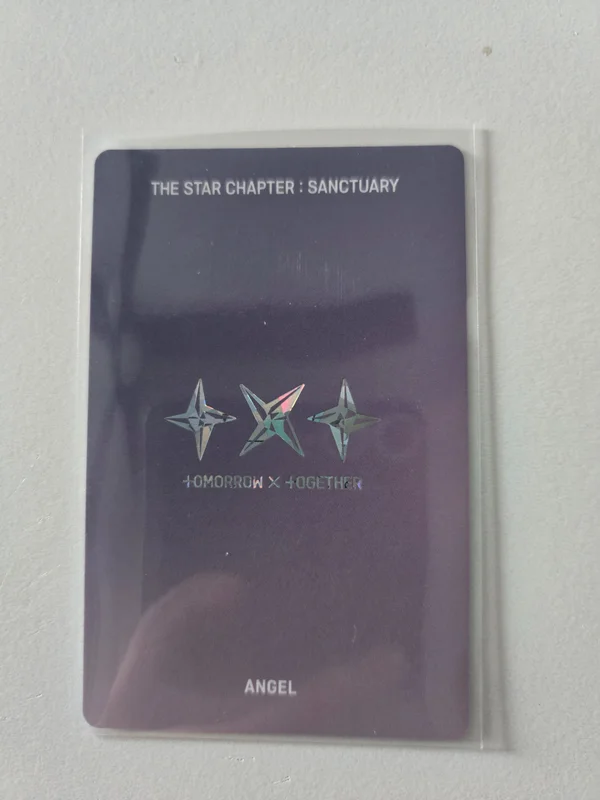 THE STAR CHAPTER : SANCTUARY
TOMORROW X TOGETHER
ANGEL